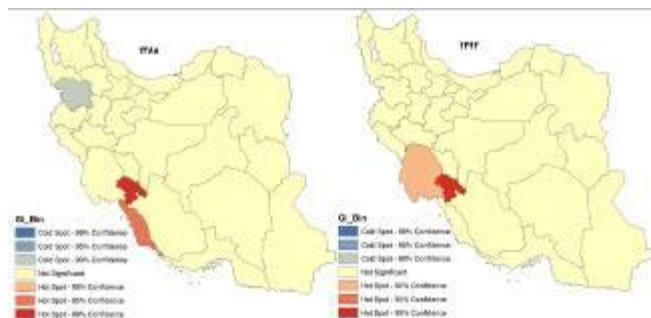 ۱۳۸۵
Gi_Bin
Cold Spot - 99% Confidence
Cold Spot - 95% Confidence
Cold Spot - 90% Confidence
Not Significant
Hot Spot - 90% Confidence
Hot Spot - 95% Confidence
Hot Spot - 99% Confidence
Gi_Bin
Cold Spot - 99% Confidence
Cold Spot - 95% Confidence
Cold Spot - 90% Confidence
Not Significant
Hot Spot - 90% Confidence
Hot Spot - 95% Confidence
Hot Spot - 99% Confidence